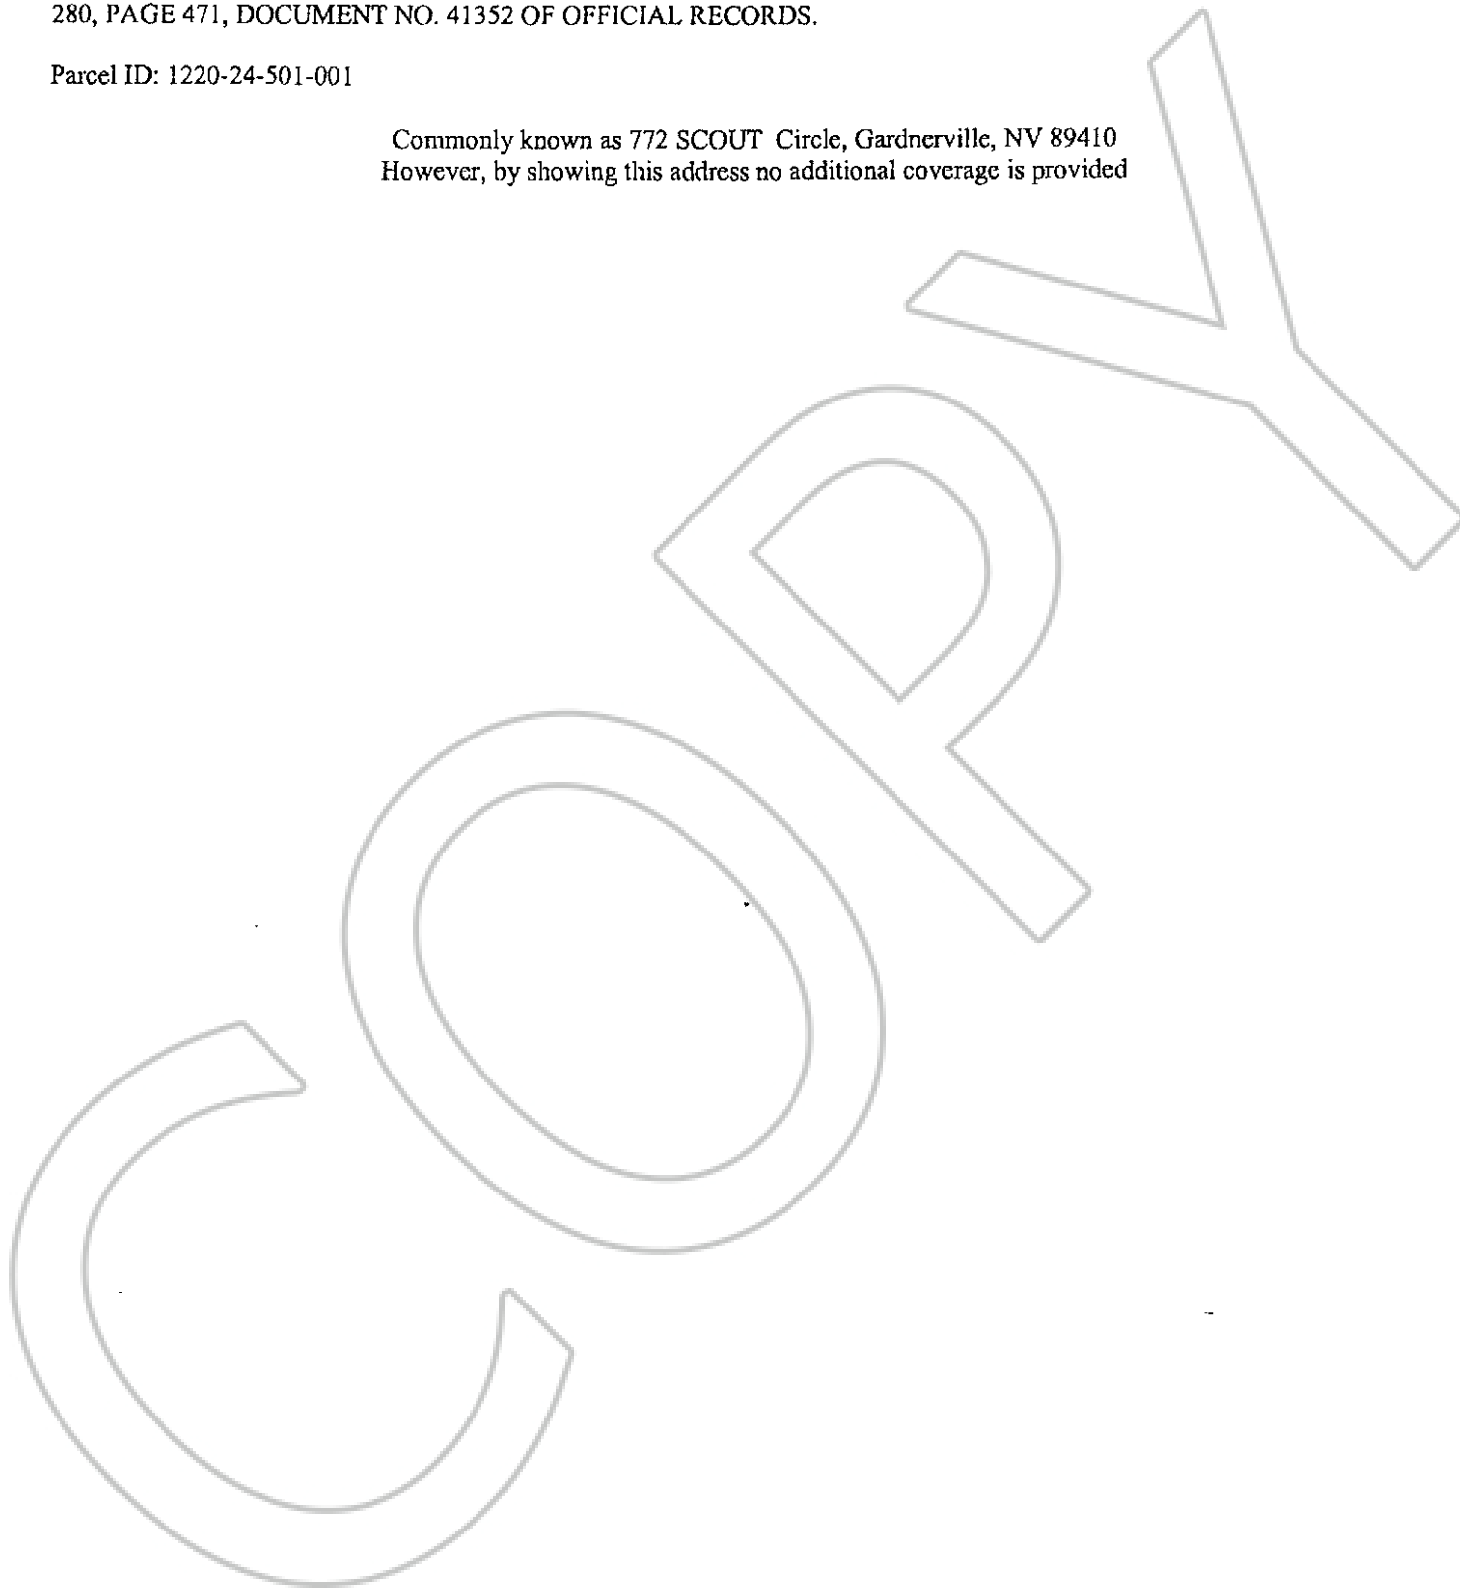 280, PAGE 471, DOCUMENT NO. 41352 OF OFFICIAL RECORDS.
Parcel ID: 1220-24-501-001
Commonly known as 772 SCOUT Circle, Gardnerville, NV 89410
However, by showing this address no additional coverage is provided
COPY